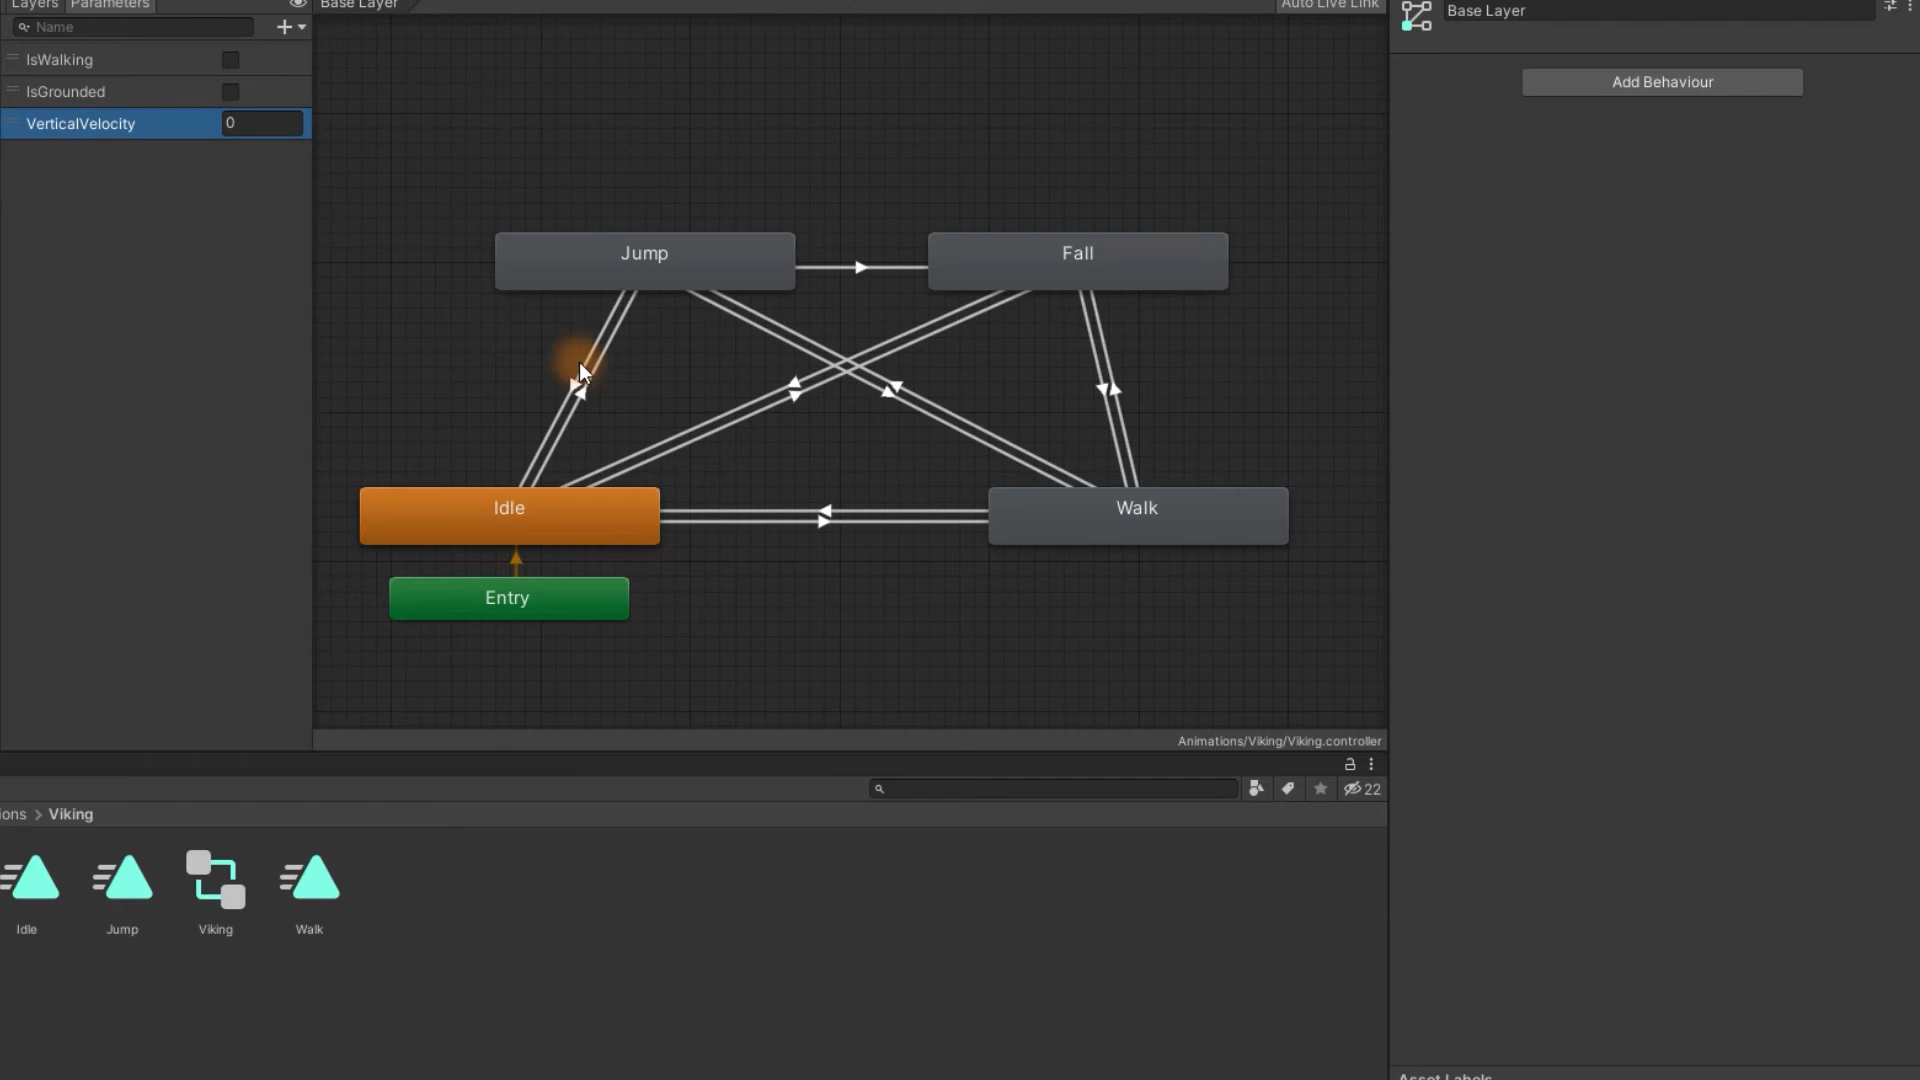 Layers Parameters
Base Layer
Auto Live Link
Base Layer
Name
Add Behaviour
IsWalking
IsGrounded
VerticalVelocity 0
Jump
Fall
Idle
Walk
Entry
Animations/Viking/Viking.controller
22
ions > Viking
Idle
Jump
Viking
Walk
Asset Labels